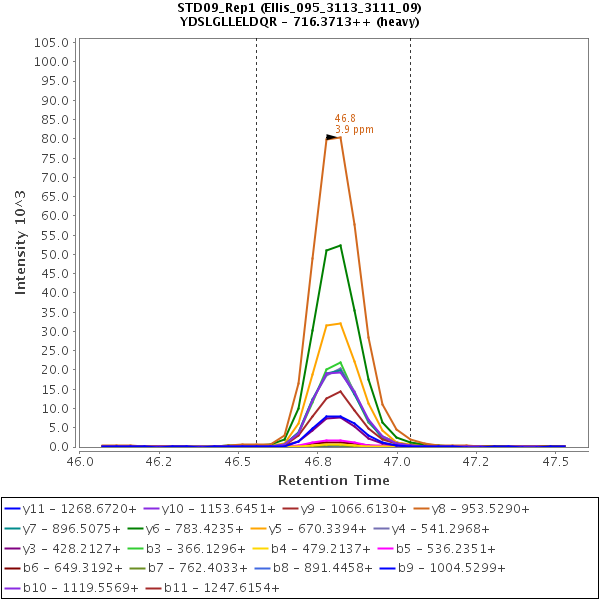 STD09_Rep1 (Ellis_095_3113_3111_09)
YDSLGLLELDQR - 716.3713++ (heavy)
105.0
100.0
95.0
90.0
85.0
80.0
75.0
70.0
65.0
60.0
55.0
50.0
45.0
40.0
35.0
30.0
25.0
20.0
15.0
10.0
5.0
0.0
Intensity 10^3
46.8
3.9 ppm
46.0 46.2 46.5 46.8 47.0 47.2 47.5
Retention Time
y11 - 1268.6720+ y10 - 1153.6451+ y9 - 1066.6130+ y8 - 953.5290+
y7 - 896.5075+ y6 - 783.4235+ y5 - 670.3394+ y4 - 541.2968+
y3 - 428.2127+ b3 - 366.1296+ b4 - 479.2137+ b5 - 536.2351+
b6 - 649.3192+ b7 - 762.4033+ b8 - 891.4458+ b9 - 1004.5299+
b10 - 1119.5569+ b11 - 1247.6154+